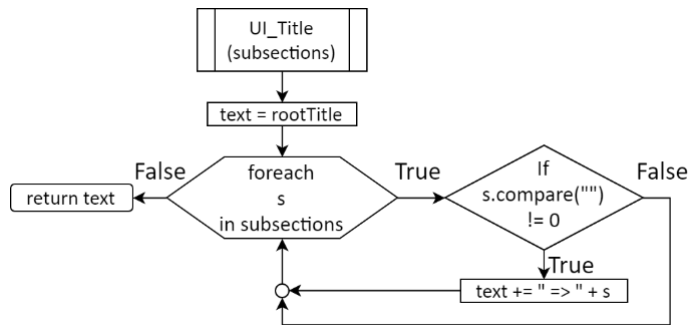 UI_Title
(subsections)
text = rootTitle
False
foreach
s
in subsections
True
If
s.compare("")
!= 0
False
return text
True
text += " => " + s